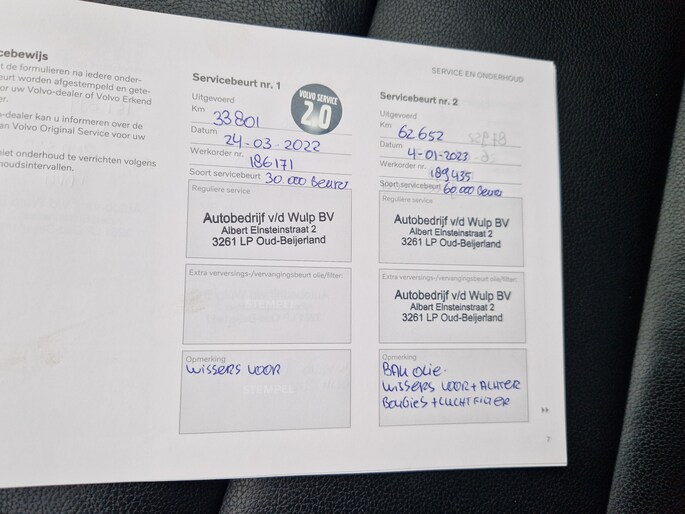 SERVICE EN ONDERHOUD
cebewijs
t de formulieren na iedere onder-
eurt worden afgestempeld en gete-
or uw Volvo-dealer of Volvo Erkend
er.
-dealer kan u informeren over de
an Volvo Original Service voor uw
niet onderhoud te verrichten volgens
houdsintervallen.
Servicebeurt nr. 1
VOLVO SERVICE
2.0
Uitgevoerd
Km 33801
Datum 24-03-2022
Werkorder nr. 186171
Soort servicebeurt 30.000 Beurt
Reguliere service
Autobedrijf v/d Wulp BV
Albert Einsteinstraat 2
3261 LP Oud-Beijerland
Extra verversings-/vervangingsbeurt olie/filter:
STEMPEL
Opmerking
WISSERS VOOR
STEMPEL
Servicebeurt nr. 2
Uitgevoerd
Km 62652
Datum 4-01-2023
Werkorder nr. 189435
Soort servicebeurt 60.000 Beurt
Reguliere service
Autobedrijf v/d Wulp BV
Albert Einsteinstraat 2
3261 LP Oud-Beijerland
Extra verversings-/vervangingsbeurt olie/filter:
Autobedrijf v/d Wulp BV
Albert Einsteinstraat 2
3261 LP Oud-Beijerland
Opmerking
BAK OLIE-
WISSERS VOOR + ACHTER
BOUGIES + LUCHTFILTER
7